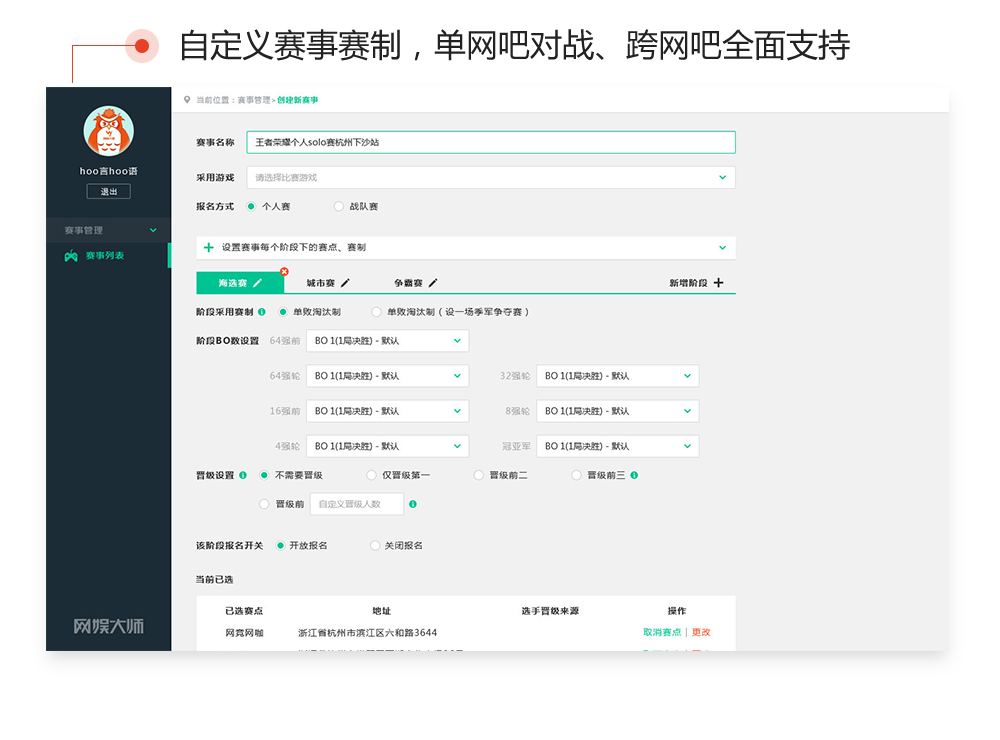 自定义赛事赛制，单网吧对战、跨网吧全面支持
当前位置：赛事管理>创建新赛事
hoo言hoo语
退出
赛事管理
赛事列表
网娱大师
赛事名称 王者荣耀个人solo赛杭州下沙站
采用游戏 请选择比赛游戏
报名方式 个人赛 战队赛
设置赛事每个阶段下的赛点、赛制
海选赛 城市赛 争霸赛 新增阶段
阶段采用赛制 单败淘汰制 单败淘汰制（设一场季军争夺赛）
阶段BO数设置 64强前 BO 1(1局决胜) - 默认
64强轮 BO 1(1局决胜) - 默认 32强轮 BO 1(1局决胜) - 默认
16强前 BO 1(1局决胜) - 默认 8强轮 BO 1(1局决胜) - 默认
4强轮 BO 1(1局决胜) - 默认 冠亚军 BO 1(1局决胜) - 默认
晋级设置 不需要晋级 仅晋级第一 晋级前二 晋级前三
晋级前 自定义晋级人数
该阶段报名开关 开放报名 关闭报名
当前已选
已选赛点 地址 选手晋级来源 操作
网竞网咖 浙江省杭州市滨江区六和路3644 取消赛点 | 更改